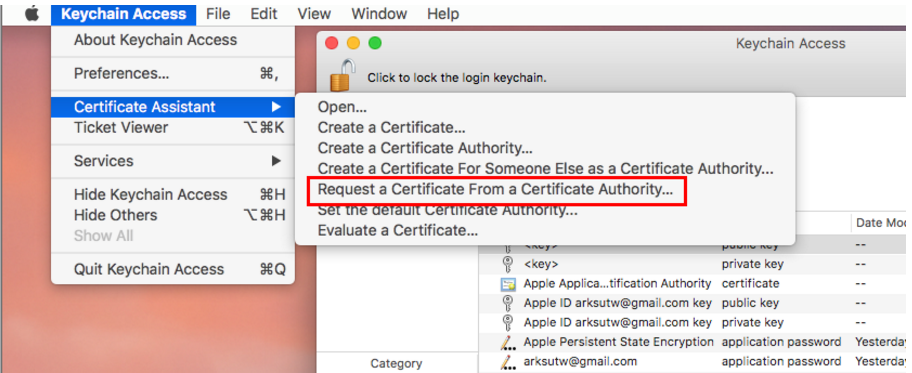 Keychain Access File Edit View Window Help
About Keychain Access
Preferences... ⌘,
Certificate Assistant ▶
Ticket Viewer ⌥⌘K
Services ▶
Hide Keychain Access ⌘H
Hide Others ⌥⌘H
Show All
Quit Keychain Access ⌘Q
Keychain Access
Click to lock the login keychain.
Open...
Create a Certificate...
Create a Certificate Authority...
Create a Certificate For Someone Else as a Certificate Authority...
Request a Certificate From a Certificate Authority...
Set the default Certificate Authority...
Evaluate a Certificate...
Date Mod
<key> public key --
<key> private key --
Apple Applica...tification Authority certificate --
Apple ID arksutw@gmail.com key public key --
Apple ID arksutw@gmail.com key private key --
Apple Persistent State Encryption application password Yesterday
arksutw@gmail.com application password Yesterday
Category